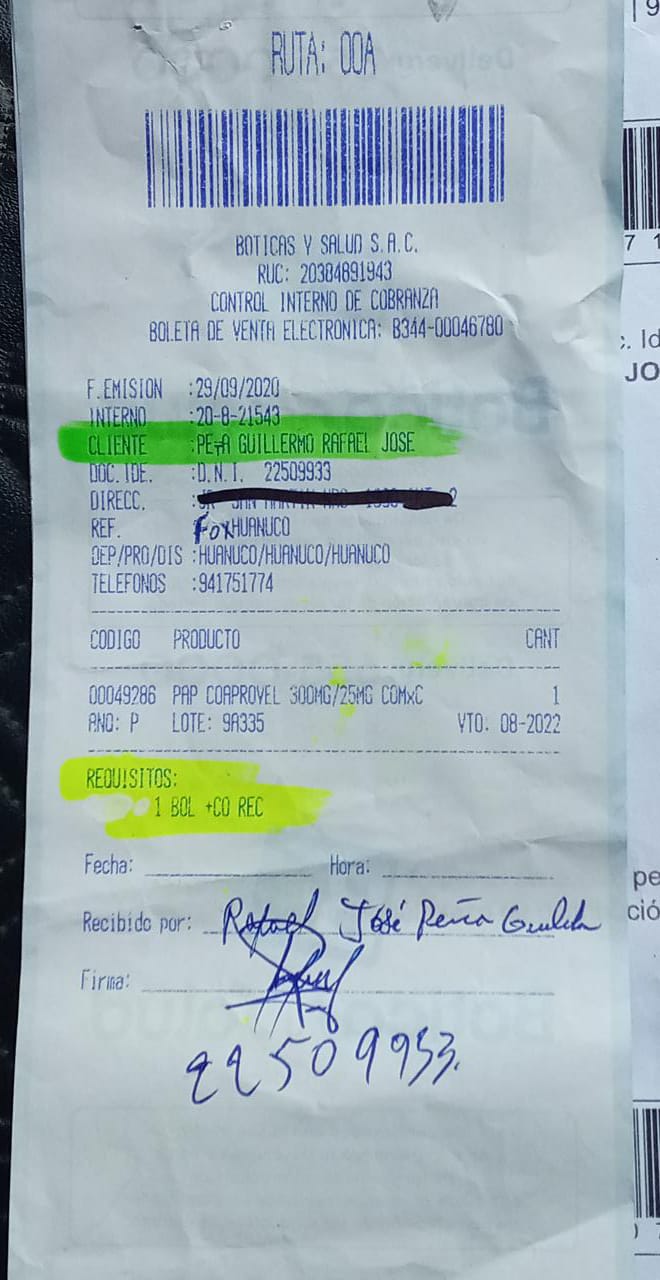 RUTA: 00A
BOTICAS Y SALUD S.A.C.
RUC: 20384891943
CONTROL INTERNO DE COBRANZA
BOLETA DE VENTA ELECTRONICA: B344-00046780
F.EMISION :29/09/2020
INTERNO :20-8-21543
CLIENTE :PE¬A GUILLERMO RAFAEL JOSE
DOC.IDE. :D.N.I. 22509933
DIRECC. :
REF. Fox HUANUCO
DEP/PRO/DIS :HUANUCO/HUANUCO/HUANUCO
TELEFONOS :941751774
CODIGO PRODUCTO CANT
00049286 PAP COAPROVEL 300MG/25MG COMxC 1
ANO: P LOTE: 9A335 VTO. 08-2022
REQUISITOS:
1 BOL +CO REC
Fecha: Hora:
Recibido por: Rafael José Peña
Firma:
22509933.